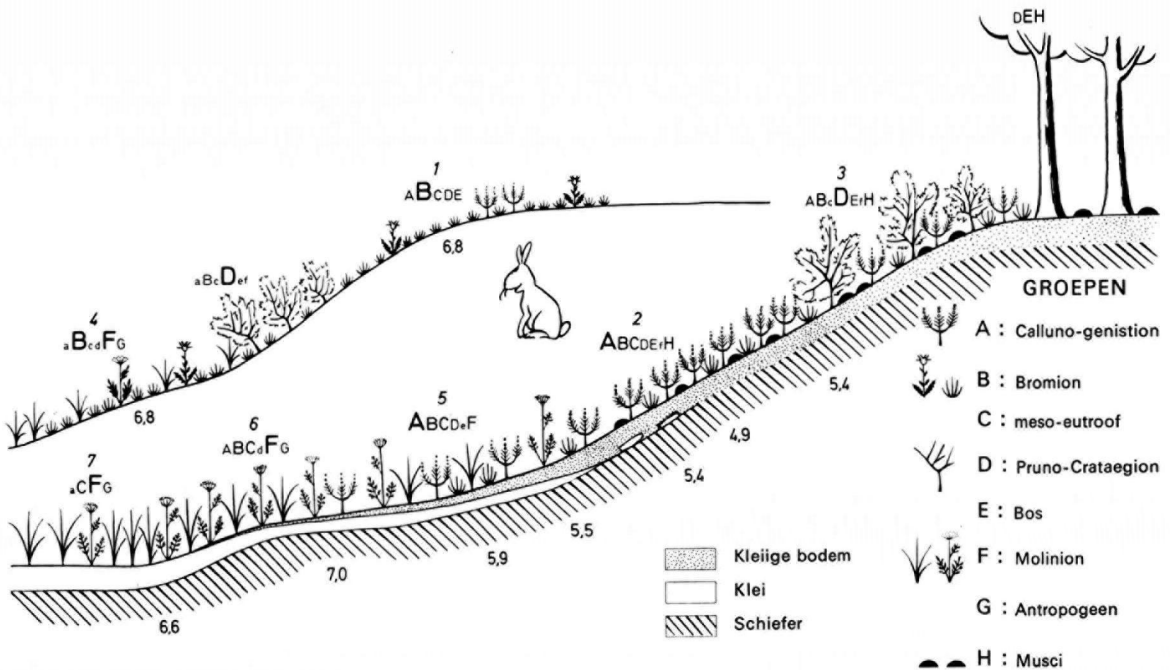 DEH
1
ABCDE
6,8
aBcDef
4
aBcdFG
6,8
3
ABcDEfH
2
ABCDEfH
5
ABCDeF
6
ABCdFG
7
aCFG
5,4
4,9
5,4
5,5
5,9
7,0
6,6
Kleiige bodem
Klei
Schiefer
GROEPEN
A : Calluno-genistion
B : Bromion
C : meso-eutroof
D : Pruno-Crataegion
E : Bos
F : Molinion
G : Antropogeen
H : Musci